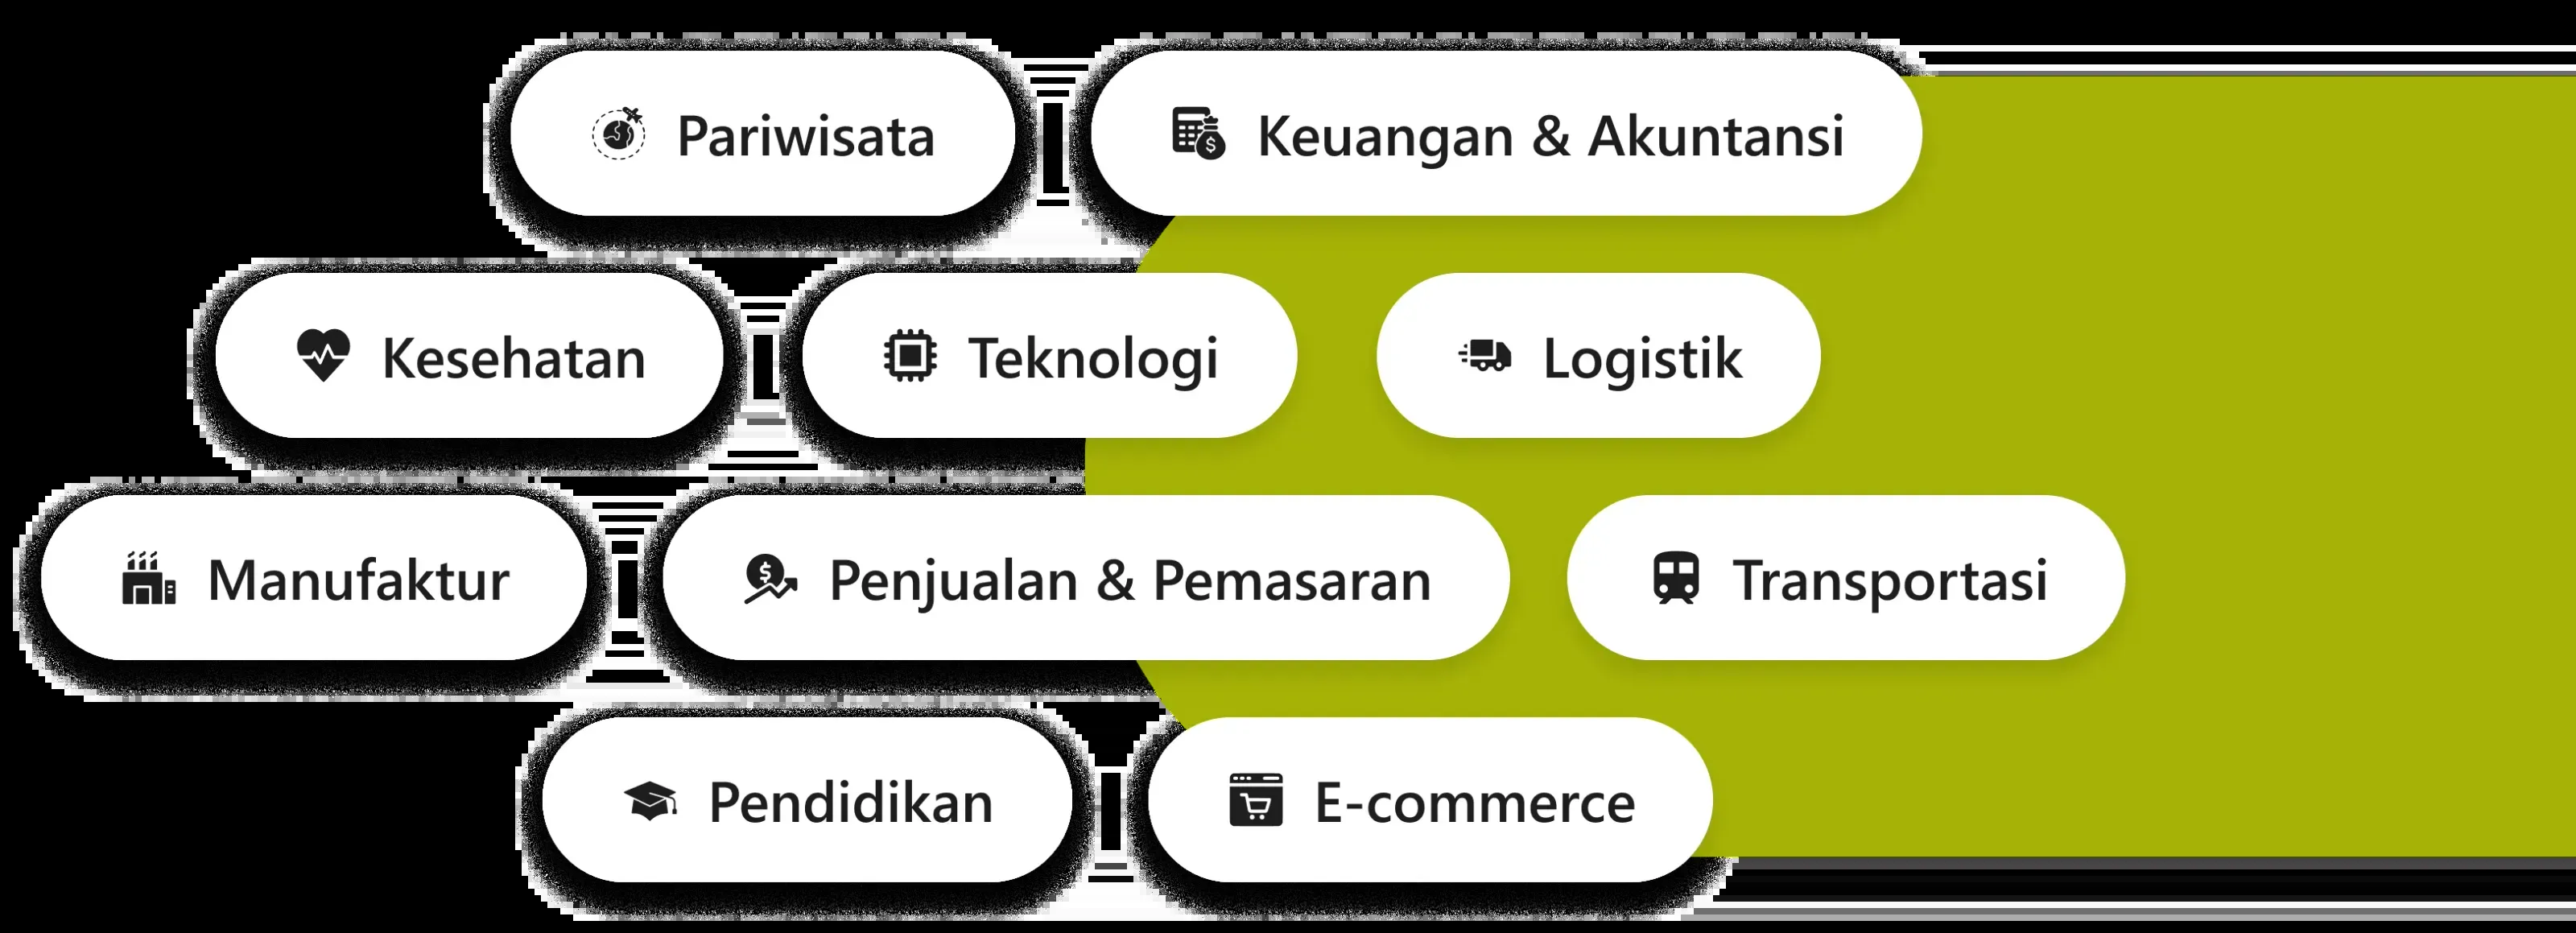 Pariwisata
Keuangan & Akuntansi
Kesehatan
Teknologi
Logistik
Manufaktur
Penjualan & Pemasaran
Transportasi
Pendidikan
E-commerce